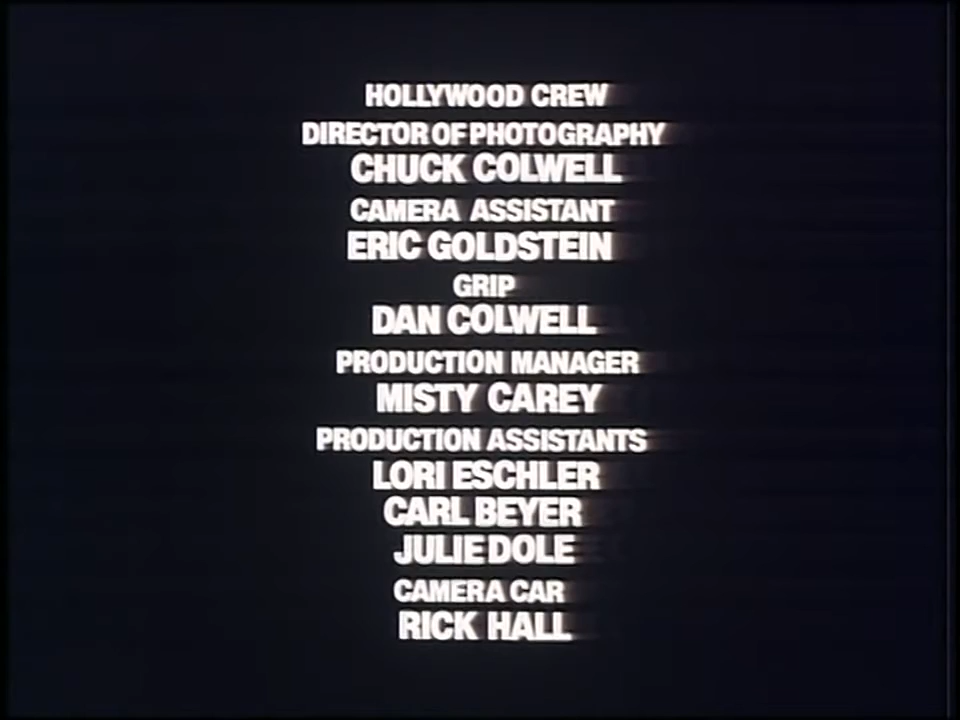 HOLLYWOOD CREW
DIRECTOR OF PHOTOGRAPHY
CHUCK COLWELL
CAMERA ASSISTANT
ERIC GOLDSTEIN
GRIP
DAN COLWELL
PRODUCTION MANAGER
MISTY CAREY
PRODUCTION ASSISTANTS
LORI ESCHLER
CARL BEYER
JULIE DOLE
CAMERA CAR
RICK HALL